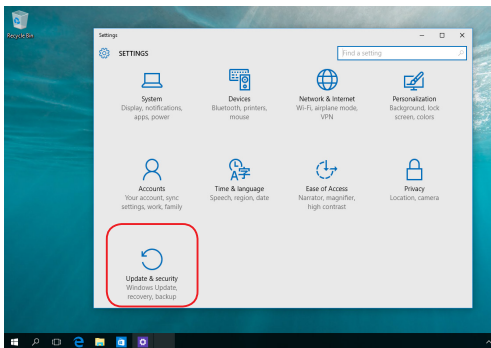 Recycle Bin
Settings
SETTINGS
Find a setting
System
Display, notifications,
apps, power
Devices
Bluetooth, printers,
mouse
Network & Internet
Wi-Fi, airplane mode,
VPN
Personalization
Background, lock
screen, colors
Accounts
Your account, sync
settings, work, family
Time & language
Speech, region, date
Ease of Access
Narrator, magnifier,
high contrast
Privacy
Location, camera
Update & security
Windows Update,
recovery, backup